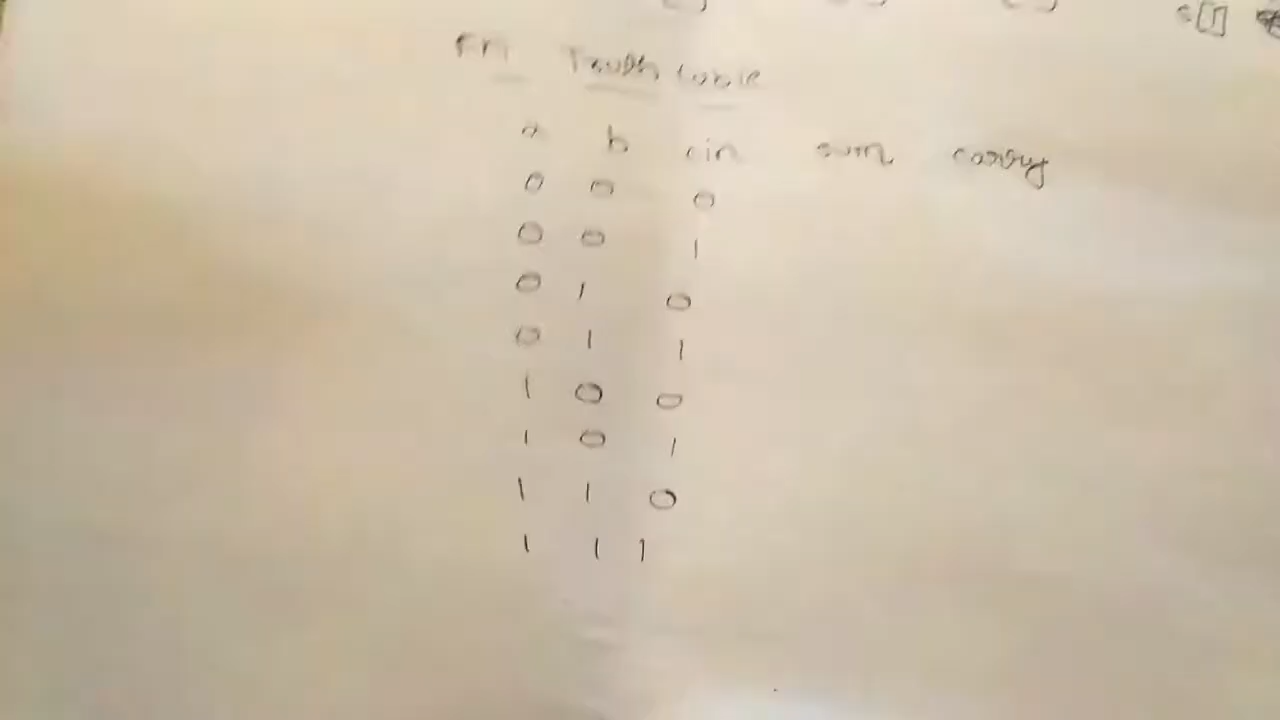 FA Truth table
a b cin sum carry
0 0 0
0 0 1
0 1 0
0 1 1
1 0 0
1 0 1
1 1 0
1 1 1